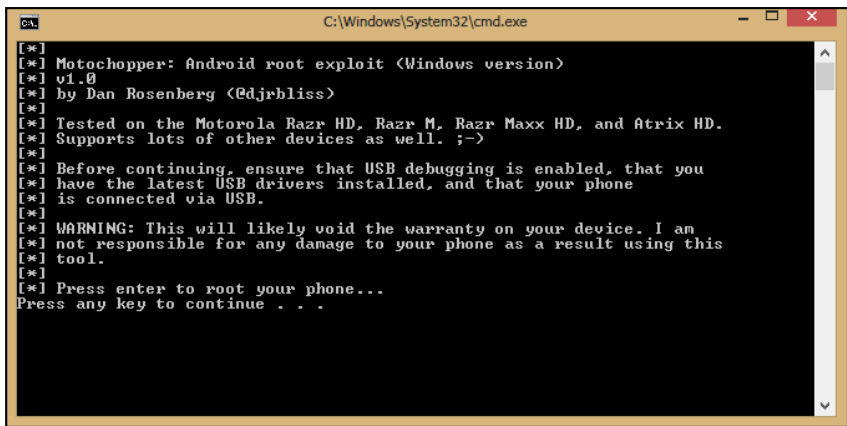 C:\Windows\System32\cmd.exe
[*]
[*] Motochopper: Android root exploit (Windows version)
[*] v1.0
[*] by Dan Rosenberg (@djrbliss)
[*]
[*] Tested on the Motorola Razr HD, Razr M, Razr Maxx HD, and Atrix HD.
[*] Supports lots of other devices as well. ;-)
[*]
[*] Before continuing, ensure that USB debugging is enabled, that you
[*] have the latest USB drivers installed, and that your phone
[*] is connected via USB.
[*]
[*] WARNING: This will likely void the warranty on your device. I am
[*] not responsible for any damage to your phone as a result using this
[*] tool.
[*]
[*] Press enter to root your phone...
Press any key to continue . . .